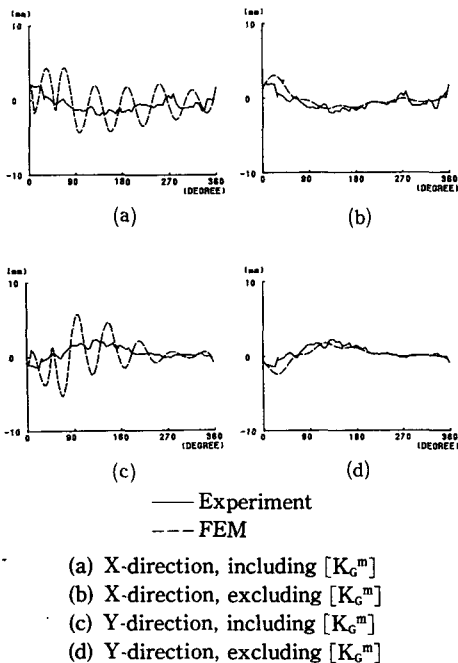 (mm) (mm)
10 10
0 0
-10 -10
0 90 180 270 360 0 90 180 270 360
(DEGREE) (DEGREE)
(a) (b)
(mm) (mm)
10 10
0 0
-10 -10
0 90 180 270 360 0 90 180 270 360
(DEGREE) (DEGREE)
(c) (d)
Experiment
FEM
(a) X-direction, including [K_G^m]
(b) X-direction, excluding [K_G^m]
(c) Y-direction, including [K_G^m]
(d) Y-direction, excluding [K_G^m]